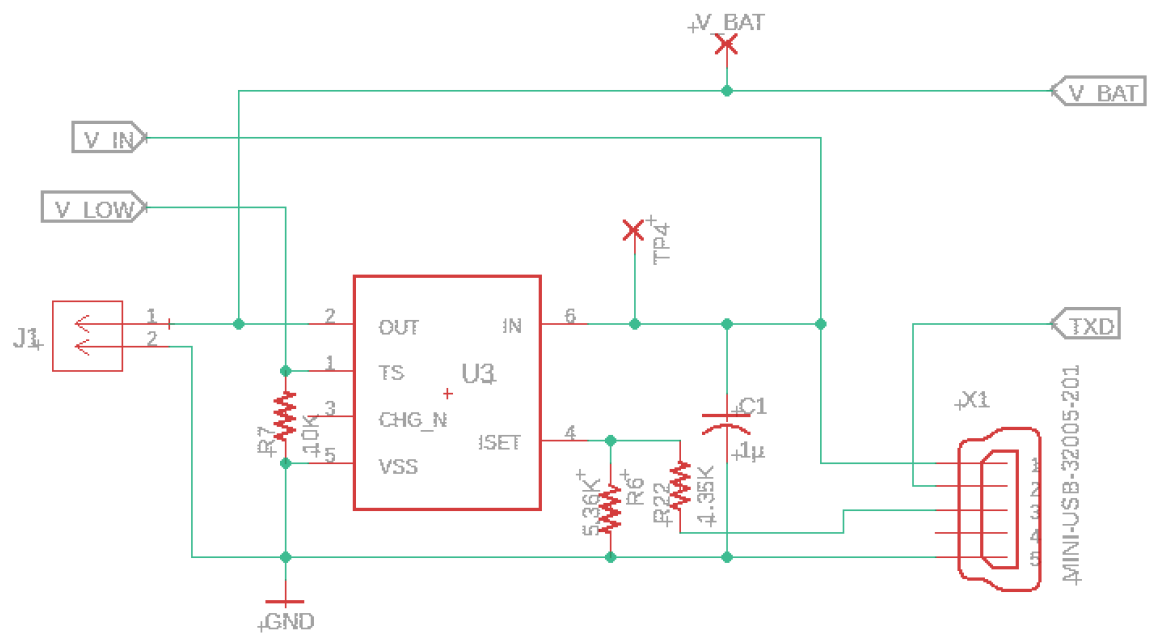 V_BAT
V_BAT
V_IN
V_LOW
TP4
J1
1
2
2
OUT
IN
6
TXD
1
TS
U3
3
CHG_N
ISET
4
5
VSS
R7
10K
C1
1µ
5.36K
R6
R22
1.35K
X1
MINI-USB-32005-201
1
2
3
4
5
GND